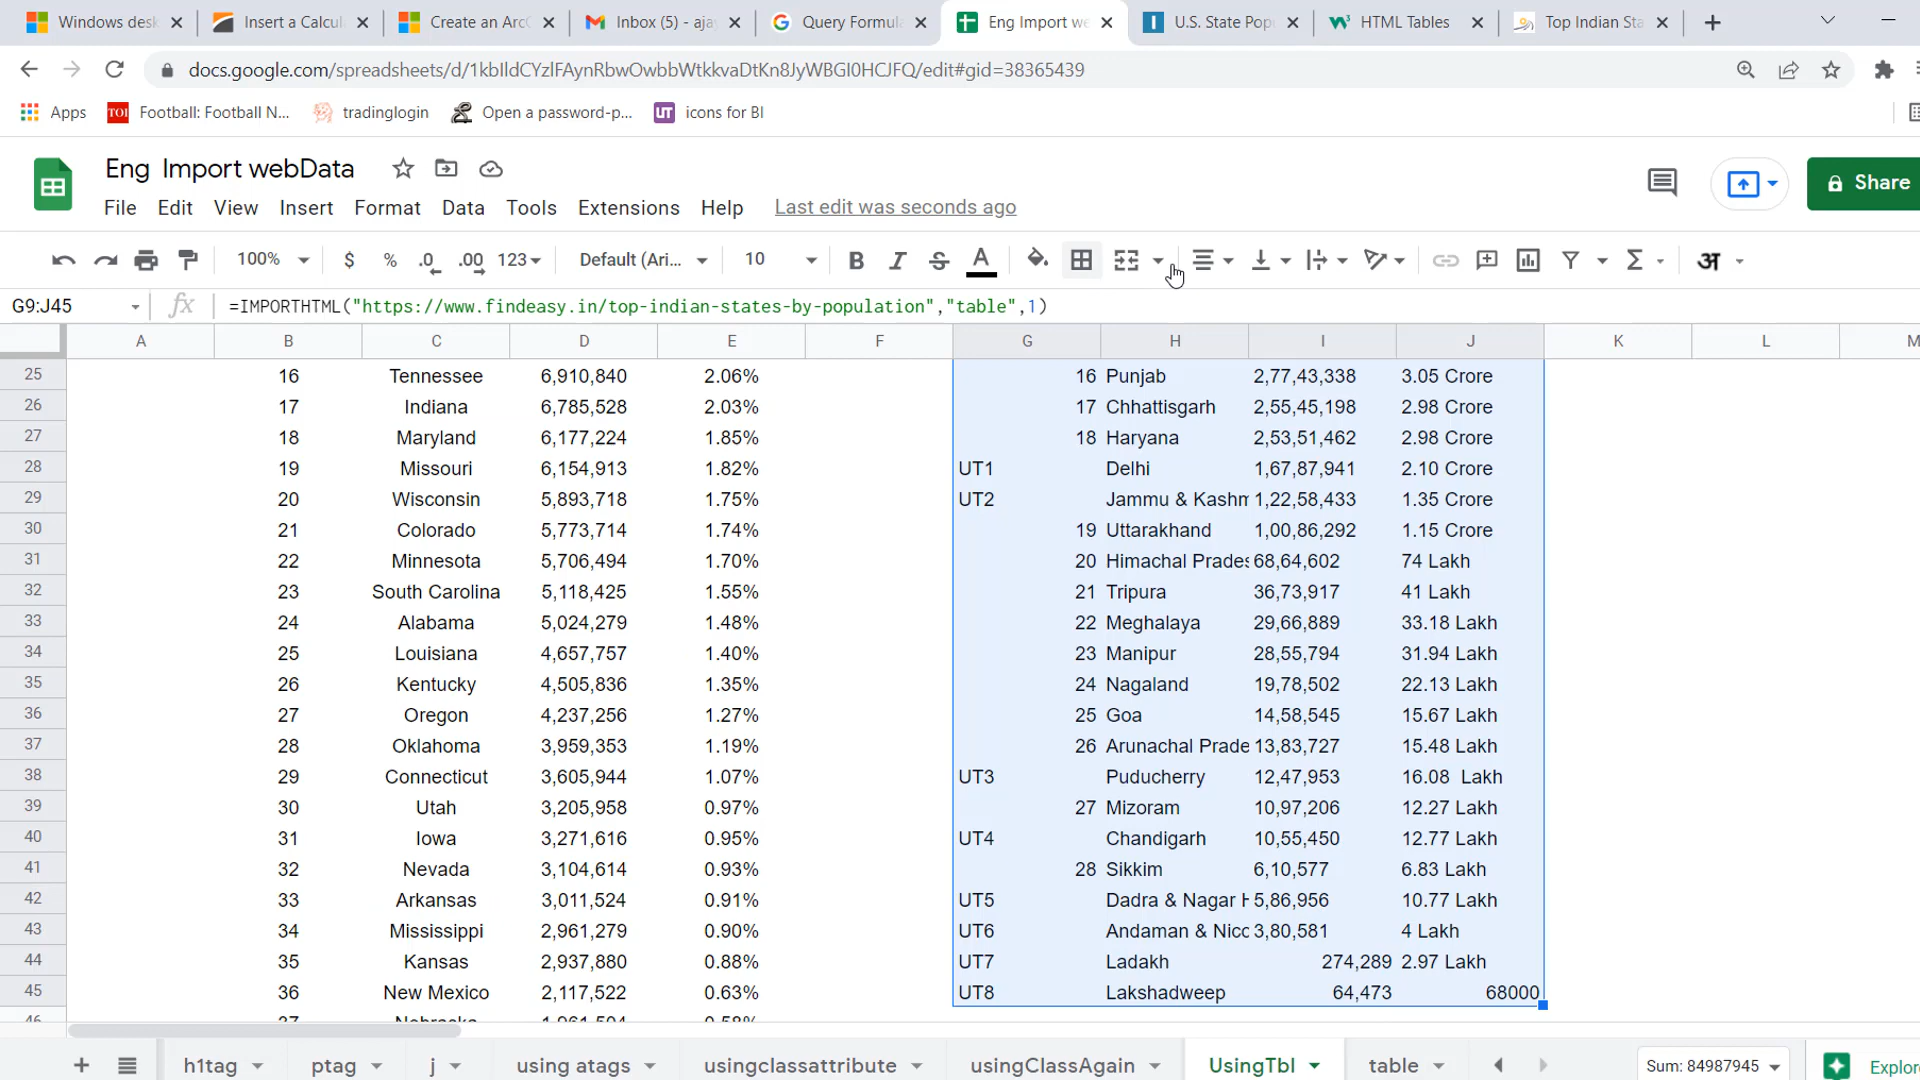 Windows desk
Insert a Calcul
Create an Arc
Inbox (5) - aja
Query Formula
Eng Import we
U.S. State Pop
HTML Tables
Top Indian Sta
docs.google.com/spreadsheets/d/1kbIldCYzlFAynRbwOwbbWtkkvaDtKn8JyWBGI0HCJFQ/edit#gid=38365439
Apps
TOI
Football: Football N...
tradinglogin
Open a password-p...
UT
icons for BI
Eng Import webData
Share
File Edit View Insert Format Data Tools Extensions Help Last edit was seconds ago
100% $ % .0 .00 123 Default (Ari... 10 B I S A Σ अ
G9:J45 fx =IMPORTHTML("https://www.findeasy.in/top-indian-states-by-population","table",1)
A B C D E F G H I J K L M
25 16 Tennessee 6,910,840 2.06% 16 Punjab 2,77,43,338 3.05 Crore
26 17 Indiana 6,785,528 2.03% 17 Chhattisgarh 2,55,45,198 2.98 Crore
27 18 Maryland 6,177,224 1.85% 18 Haryana 2,53,51,462 2.98 Crore
28 19 Missouri 6,154,913 1.82% UT1 Delhi 1,67,87,941 2.10 Crore
29 20 Wisconsin 5,893,718 1.75% UT2 Jammu & Kashm 1,22,58,433 1.35 Crore
30 21 Colorado 5,773,714 1.74% 19 Uttarakhand 1,00,86,292 1.15 Crore
31 22 Minnesota 5,706,494 1.70% 20 Himachal Prades 68,64,602 74 Lakh
32 23 South Carolina 5,118,425 1.55% 21 Tripura 36,73,917 41 Lakh
33 24 Alabama 5,024,279 1.48% 22 Meghalaya 29,66,889 33.18 Lakh
34 25 Louisiana 4,657,757 1.40% 23 Manipur 28,55,794 31.94 Lakh
35 26 Kentucky 4,505,836 1.35% 24 Nagaland 19,78,502 22.13 Lakh
36 27 Oregon 4,237,256 1.27% 25 Goa 14,58,545 15.67 Lakh
37 28 Oklahoma 3,959,353 1.19% 26 Arunachal Prade 13,83,727 15.48 Lakh
38 29 Connecticut 3,605,944 1.07% UT3 Puducherry 12,47,953 16.08 Lakh
39 30 Utah 3,205,958 0.97% 27 Mizoram 10,97,206 12.27 Lakh
40 31 Iowa 3,271,616 0.95% UT4 Chandigarh 10,55,450 12.77 Lakh
41 32 Nevada 3,104,614 0.93% 28 Sikkim 6,10,577 6.83 Lakh
42 33 Arkansas 3,011,524 0.91% UT5 Dadra & Nagar H 5,86,956 10.77 Lakh
43 34 Mississippi 2,961,279 0.90% UT6 Andaman & Nicc 3,80,581 4 Lakh
44 35 Kansas 2,937,880 0.88% UT7 Ladakh 274,289 2.97 Lakh
45 36 New Mexico 2,117,522 0.63% UT8 Lakshadweep 64,473 68000
46 37 Nebraska 1,961,504 0.58%
h1tag ptag j using atags usingclassattribute usingClassAgain UsingTbl table Sum: 84987945 Explor